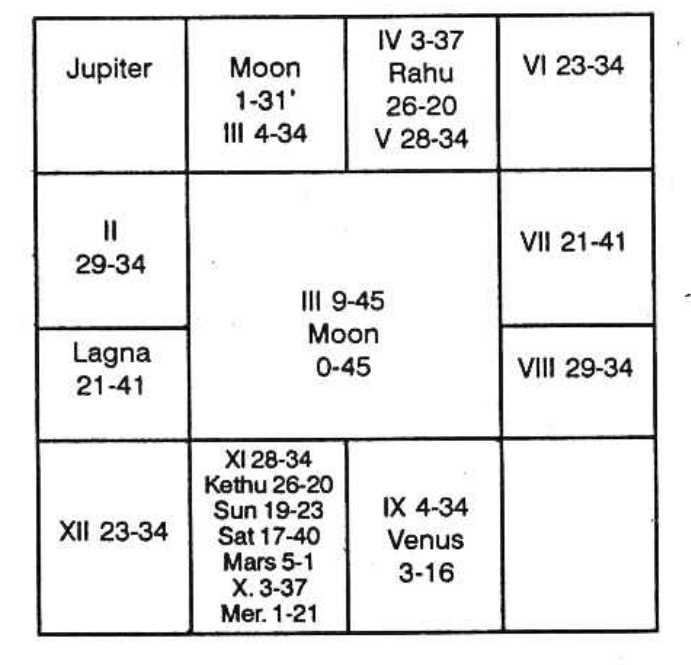 Jupiter
Moon
1-31'
III 4-34
IV 3-37
Rahu
26-20
V 28-34
VI 23-34
II
29-34
VII 21-41
III 9-45
Moon
0-45
Lagna
21-41
VIII 29-34
XII 23-34
XI 28-34
Kethu 26-20
Sun 19-23
Sat 17-40
Mars 5-1
X. 3-37
Mer. 1-21
IX 4-34
Venus
3-16